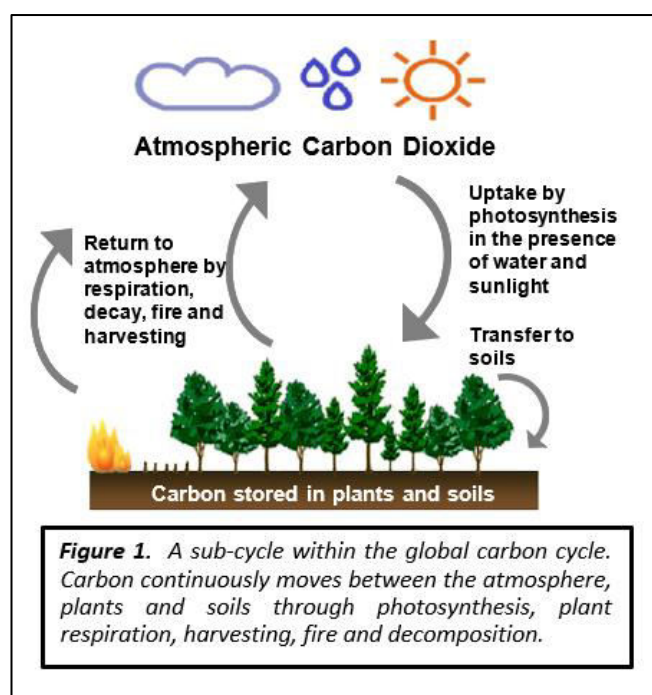 Atmospheric Carbon Dioxide
Return to
atmosphere by
respiration,
decay, fire and
harvesting
Uptake by
photosynthesis
in the presence
of water and
sunlight
Transfer to
soils
Carbon stored in plants and soils
Figure 1. A sub-cycle within the global carbon cycle.
Carbon continuously moves between the atmosphere,
plants and soils through photosynthesis, plant
respiration, harvesting, fire and decomposition.